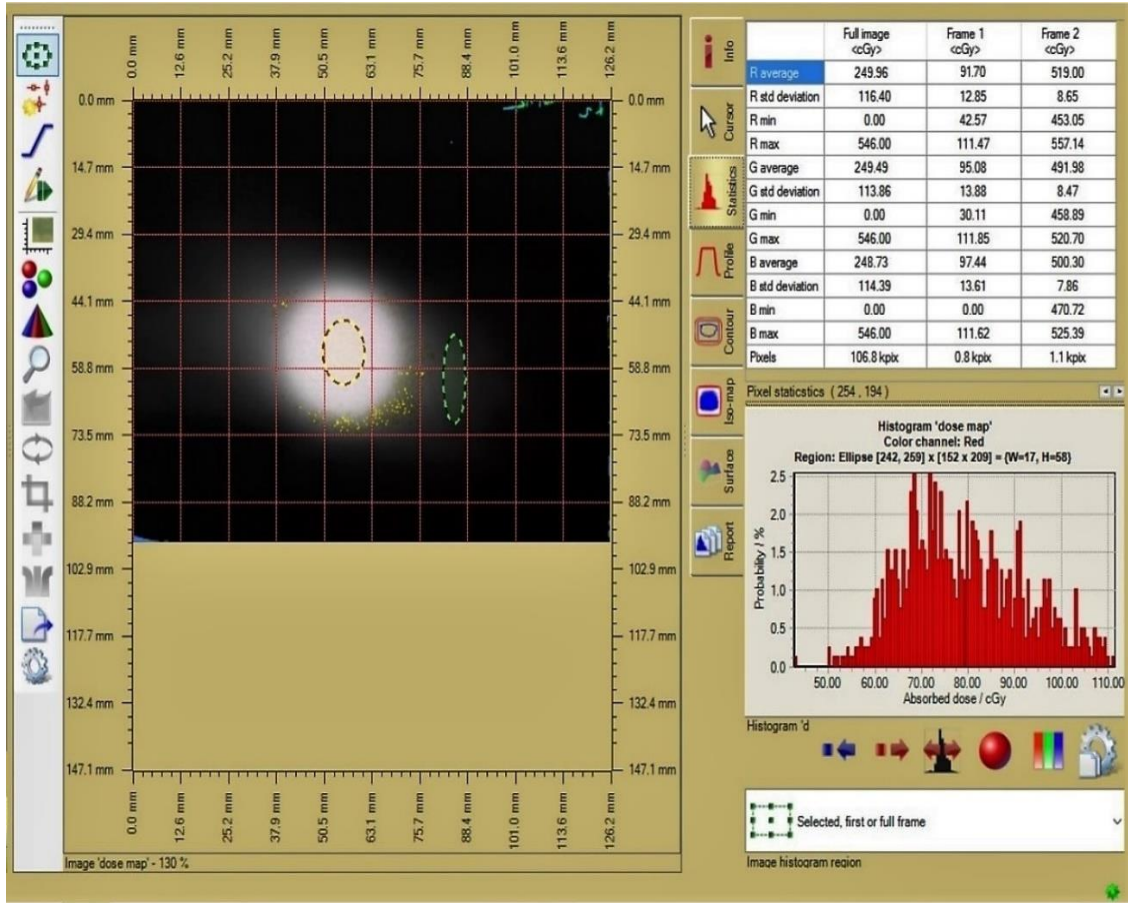 0.0 mm 12.6 mm 25.2 mm 37.9 mm 50.5 mm 63.1 mm 75.7 mm 88.4 mm 101.0 mm 113.6 mm 126.2 mm
0.0 mm 0.0 mm
14.7 mm 14.7 mm
29.4 mm 29.4 mm
44.1 mm 44.1 mm
58.8 mm 58.8 mm
73.5 mm 73.5 mm
88.2 mm 88.2 mm
102.9 mm 102.9 mm
117.7 mm 117.7 mm
132.4 mm 132.4 mm
147.1 mm 147.1 mm
0.0 mm 12.6 mm 25.2 mm 37.9 mm 50.5 mm 63.1 mm 75.7 mm 88.4 mm 101.0 mm 113.6 mm 126.2 mm
Image 'dose map' - 130 %
Info
Cursor
Statistics
Profile
Contour
Iso-map
Surface
Report
Full image Frame 1 Frame 2
<cGy> <cGy> <cGy>
R average 249.96 91.70 519.00
R std deviation 116.40 12.85 8.65
R min 0.00 42.57 453.05
R max 546.00 111.47 557.14
G average 249.49 95.08 491.98
G std deviation 113.86 13.88 8.47
G min 0.00 30.11 458.89
G max 546.00 111.85 520.70
B average 248.73 97.44 500.30
B std deviation 114.39 13.61 7.86
B min 0.00 0.00 470.72
B max 546.00 111.62 525.39
Pixels 106.8 kpix 0.8 kpix 1.1 kpix
Pixel staticstics ( 254 , 194 )
Histogram 'dose map'
Color channel: Red
Region: Ellipse [242, 259] x [152 x 209] = {W=17, H=58}
Probability / %
2.5
2.0
1.5
1.0
0.5
0.0
50.00 60.00 70.00 80.00 90.00 100.00 110.00
Absorbed dose / cGy
Histogram 'd
Selected, first or full frame
Image histogram region